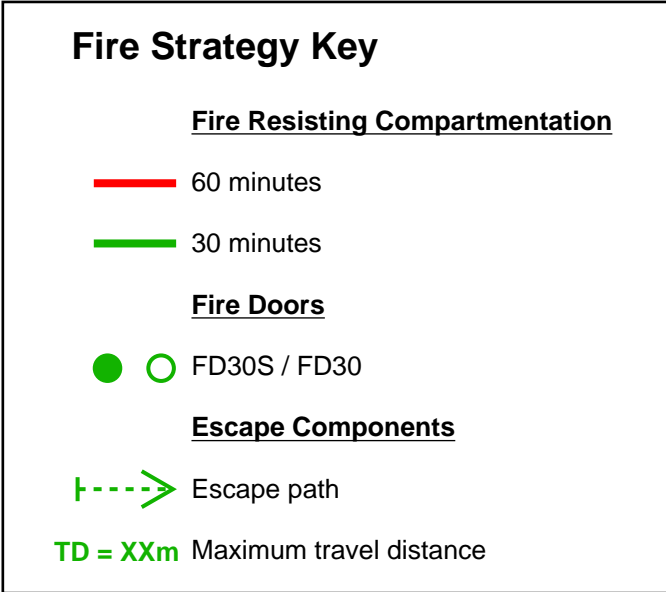 Fire Strategy Key
Fire Resisting Compartmentation
60 minutes
30 minutes
Fire Doors
FD30S / FD30
Escape Components
Escape path
TD = XXm Maximum travel distance